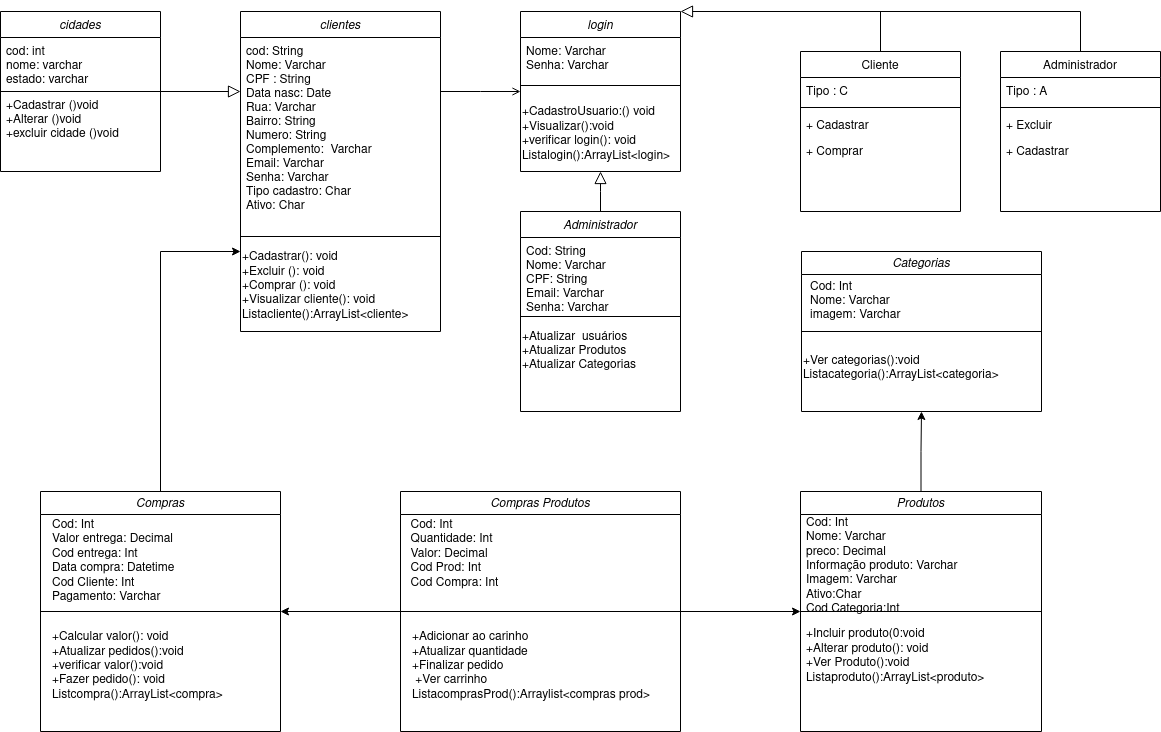 cidades
cod: int
nome: varchar
estado: varchar
+Cadastrar ()void
+Alterar ()void
+excluir cidade ()void
clientes
cod: String
Nome: Varchar
CPF : String
Data nasc: Date
Rua: Varchar
Bairro: String
Numero: String
Complemento:  Varchar
Email: Varchar
Senha: Varchar
Tipo cadastro: Char
Ativo: Char
+Cadastrar(): void
+Excluir (): void
+Comprar (): void
+Visualizar cliente(): void
Listacliente():ArrayList<cliente>
login
Nome: Varchar
Senha: Varchar
+CadastroUsuario:() void
+Visualizar():void
+verificar login(): void
Listalogin():ArrayList<login>
Cliente
Tipo : C
+ Cadastrar
+ Comprar
Administrador
Tipo : A
+ Excluir
+ Cadastrar
Administrador
Cod: String
Nome: Varchar
CPF: String
Email: Varchar
Senha: Varchar
+Atualizar  usuários
+Atualizar Produtos
+Atualizar Categorias
Categorias
Cod: Int
Nome: Varchar
imagem: Varchar
+Ver categorias():void
Listacategoria():ArrayList<categoria>
Compras
Cod: Int
Valor entrega: Decimal
Cod entrega: Int
Data compra: Datetime
Cod Cliente: Int
Pagamento: Varchar
+Calcular valor(): void
+Atualizar pedidos():void
+verificar valor():void
+Fazer pedido(): void
Listcompra():ArrayList<compra>
Compras Produtos
Cod: Int
Quantidade: Int
Valor: Decimal
Cod Prod: Int
Cod Compra: Int
+Adicionar ao carinho
+Atualizar quantidade
+Finalizar pedido
+Ver carrinho
ListacomprasProd():Arraylist<compras prod>
Produtos
Cod: Int
Nome: Varchar
preco: Decimal
Informação produto: Varchar
Imagem: Varchar
Ativo:Char
Cod Categoria:Int
+Incluir produto(0:void
+Alterar produto(): void
+Ver Produto():void
Listaproduto():ArrayList<produto>